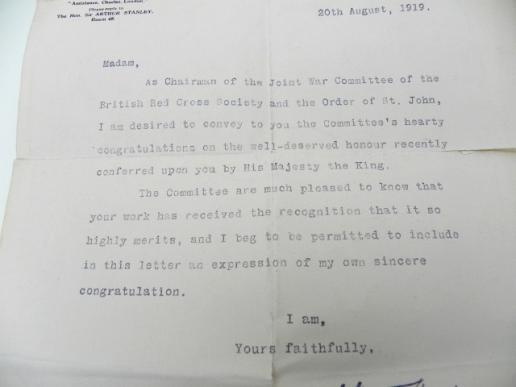 "Assistance, Charles, London."
Please reply to
The Hon. Sir ARTHUR STANLEY,
Room 48.
20th August, 1919.
Madam,
As Chairman of the Joint War Committee of the
British Red Cross Society and the Order of St. John,
I am desired to convey to you the Committee's hearty
congratulations on the well-deserved honour recently
conferred upon you by His Majesty the King.
The Committee are much pleased to know that
your work has received the recognition that it so
highly merits, and I beg to be permitted to include
in this letter an expression of my own sincere
congratulation.
I am,
Yours faithfully,